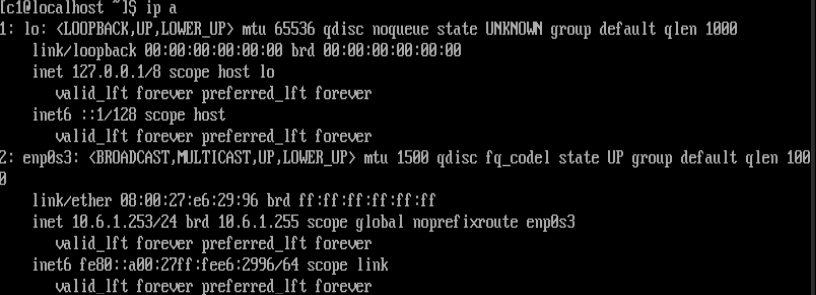 [c1@localhost ~]$ ip a
1: lo: <LOOPBACK,UP,LOWER_UP> mtu 65536 qdisc noqueue state UNKNOWN group default qlen 1000
    link/loopback 00:00:00:00:00:00 brd 00:00:00:00:00:00
    inet 127.0.0.1/8 scope host lo
       valid_lft forever preferred_lft forever
    inet6 ::1/128 scope host
       valid_lft forever preferred_lft forever
2: enp0s3: <BROADCAST,MULTICAST,UP,LOWER_UP> mtu 1500 qdisc fq_codel state UP group default qlen 100
0
    link/ether 08:00:27:e6:29:96 brd ff:ff:ff:ff:ff:ff
    inet 10.6.1.253/24 brd 10.6.1.255 scope global noprefixroute enp0s3
       valid_lft forever preferred_lft forever
    inet6 fe80::a00:27ff:fee6:2996/64 scope link
       valid_lft forever preferred_lft forever